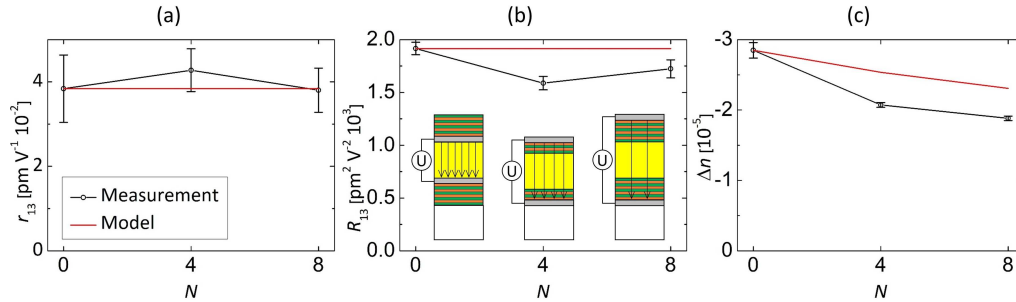 (a)
(b)
(c)
r13 [pm V-1 10-2]
4
2
0
Measurement
Model
0
4
8
N
R13 [pm2 V-2 103]
2.0
1.5
1.0
0.5
0.0
U
U
U
0
4
8
N
Δn [10-5]
-3
-2
-1
0
0
4
8
N